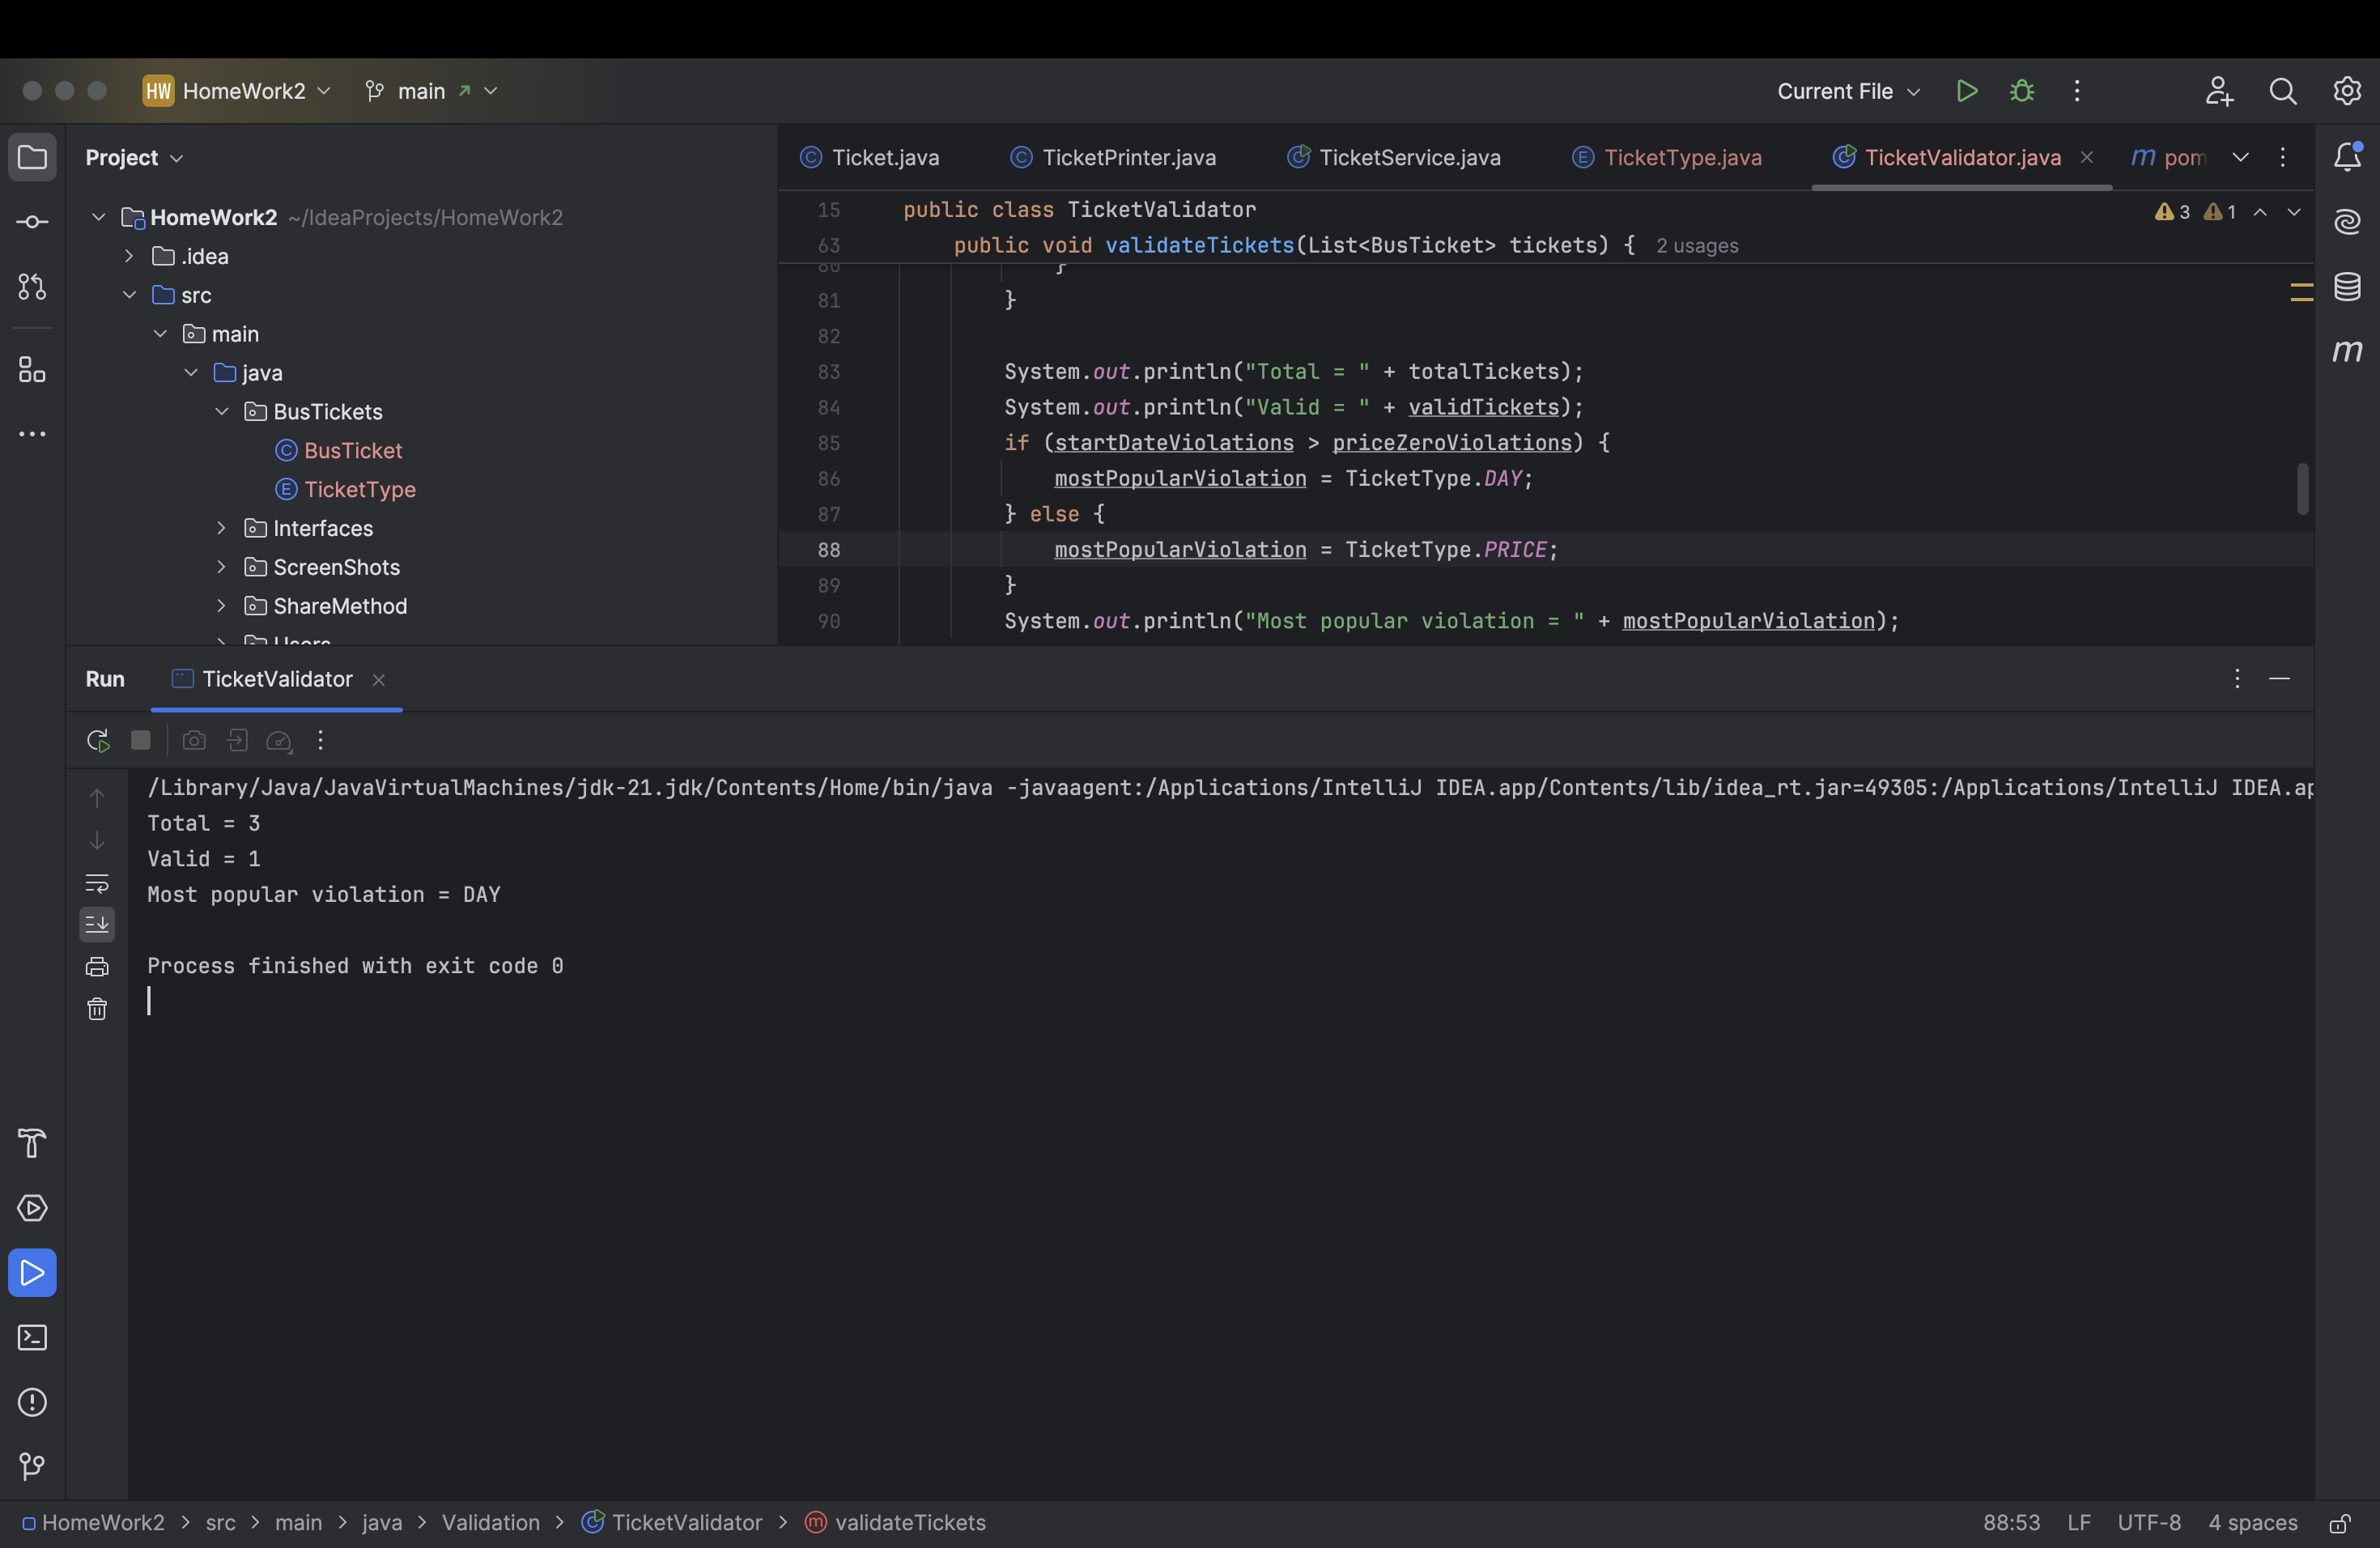 HW HomeWork2 main Current File
Project
Ticket.java TicketPrinter.java TicketService.java TicketType.java TicketValidator.java m pom
HomeWork2 ~/IdeaProjects/HomeWork2
.idea
src
main
java
BusTickets
C BusTicket
E TicketType
Interfaces
ScreenShots
ShareMethod
Users
15 public class TicketValidator
3 1
63 public void validateTickets(List<BusTicket> tickets) { 2 usages
80 }
81 }
82
83 System.out.println("Total = " + totalTickets);
84 System.out.println("Valid = " + validTickets);
85 if (startDateViolations > priceZeroViolations) {
86 mostPopularViolation = TicketType.DAY;
87 } else {
88 mostPopularViolation = TicketType.PRICE;
89 }
90 System.out.println("Most popular violation = " + mostPopularViolation);
m
Run TicketValidator
/Library/Java/JavaVirtualMachines/jdk-21.jdk/Contents/Home/bin/java -javaagent:/Applications/IntelliJ IDEA.app/Contents/lib/idea_rt.jar=49305:/Applications/IntelliJ IDEA.ap
Total = 3
Valid = 1
Most popular violation = DAY
Process finished with exit code 0
HomeWork2 > src > main > java > Validation > TicketValidator > m validateTickets 88:53 LF UTF-8 4 spaces